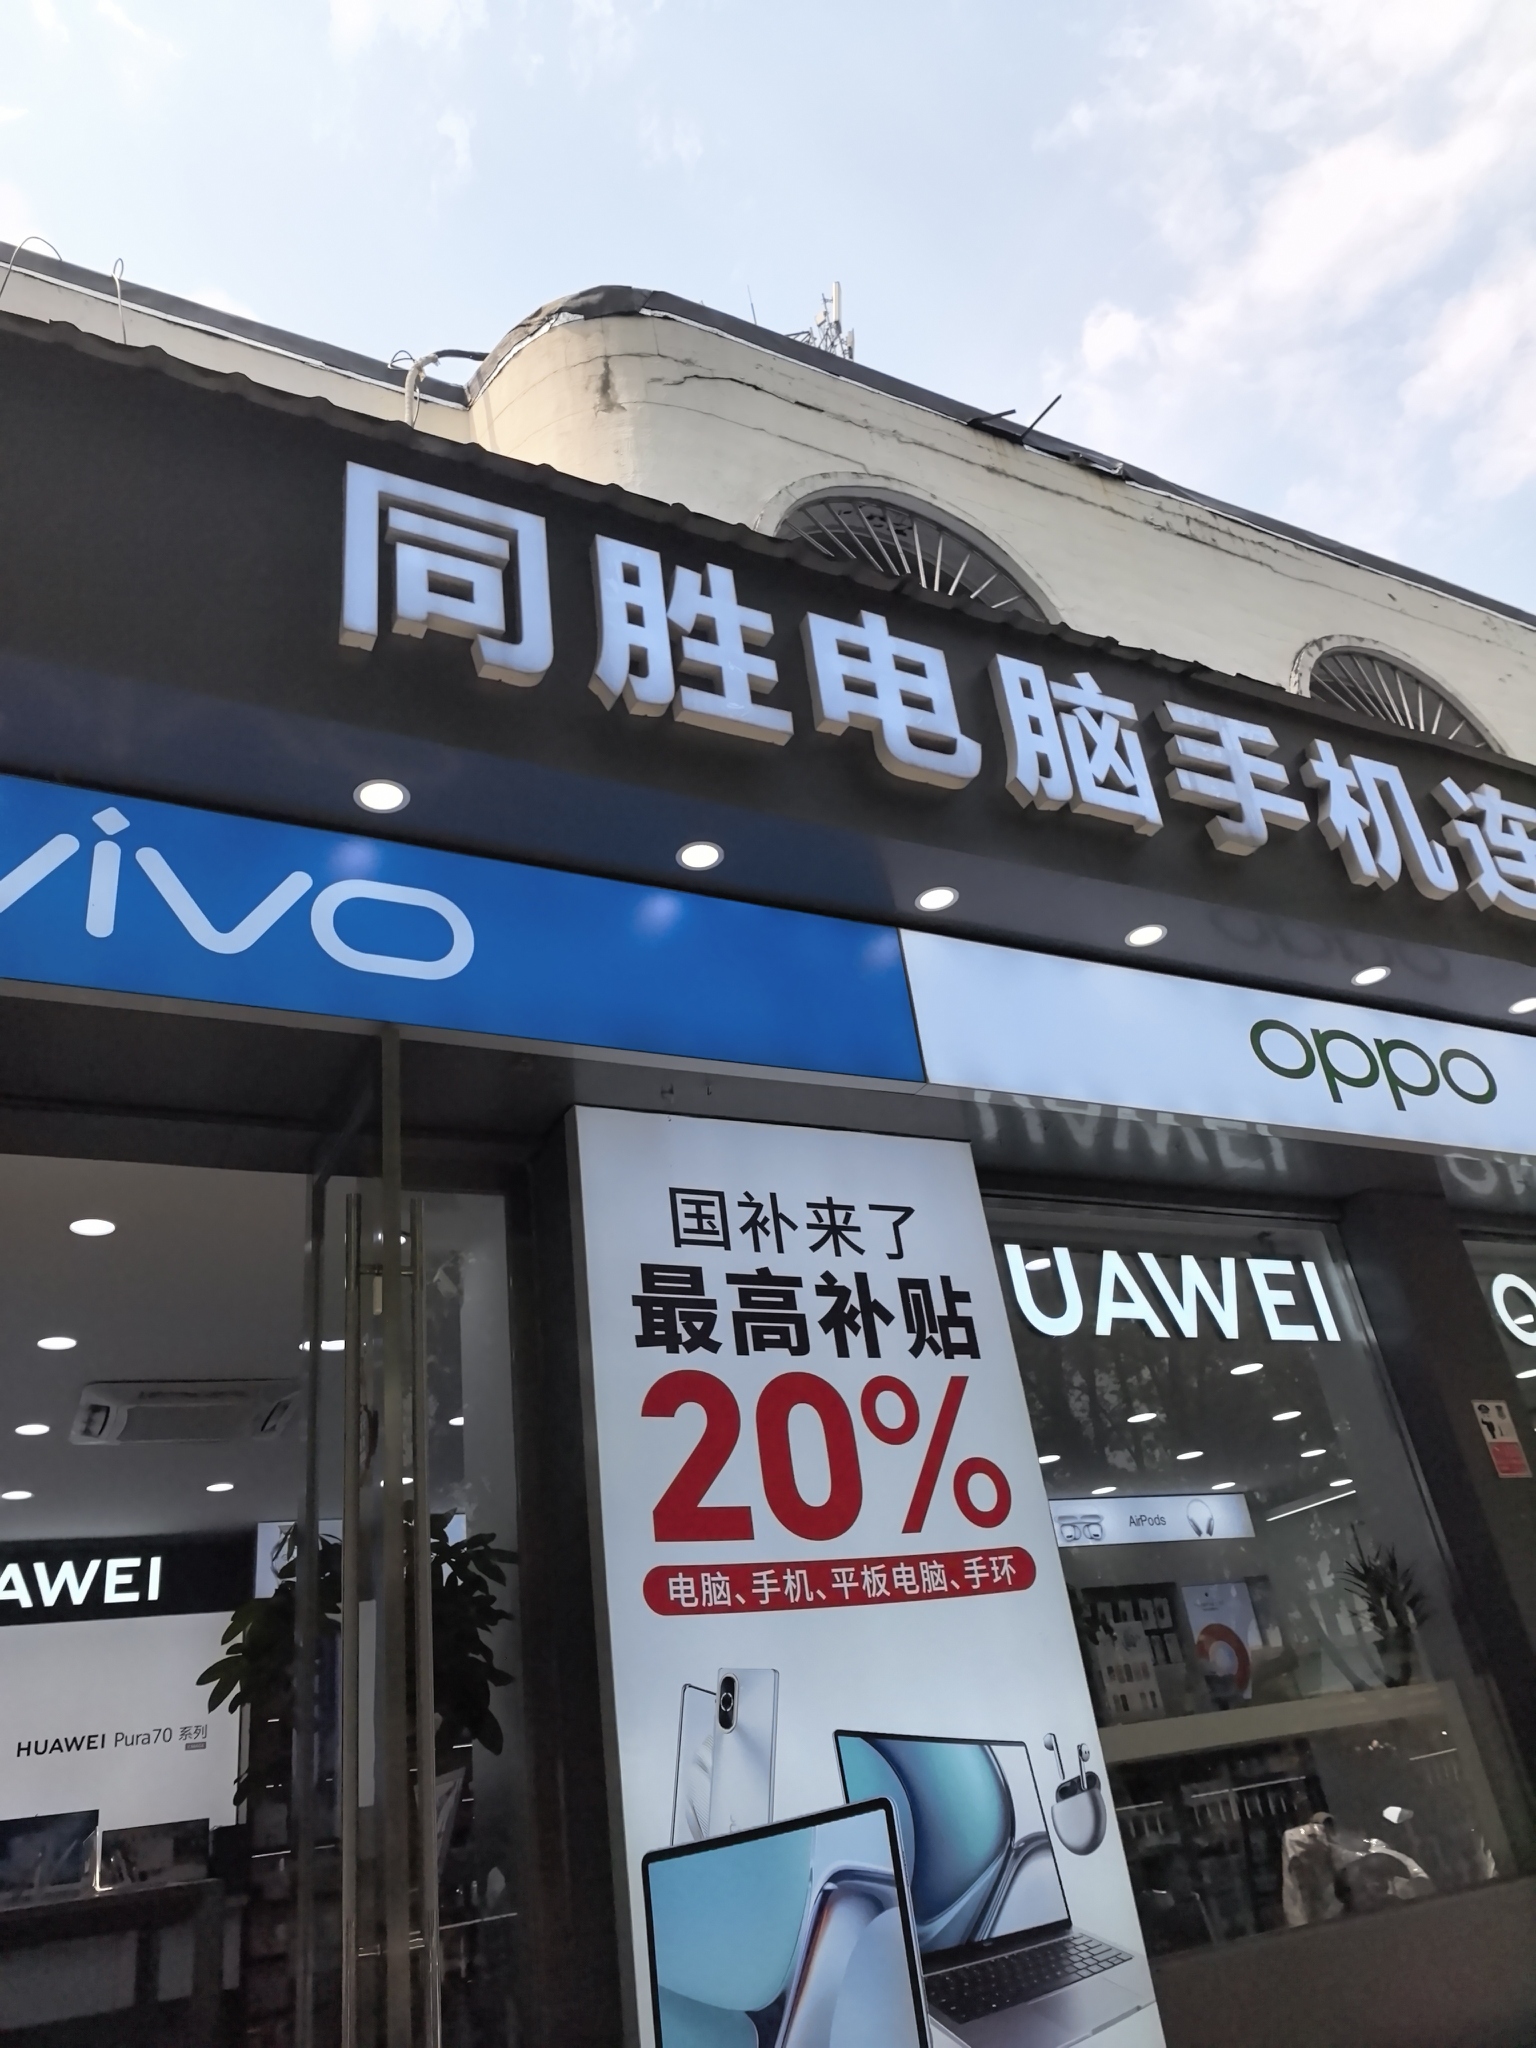 同胜电脑手机连
vivo
oppo
国补来了
最高补贴
20%
电脑、手机、平板电脑、手环
UAWEI
AirPods
AWEI
HUAWEI Pura70 系列